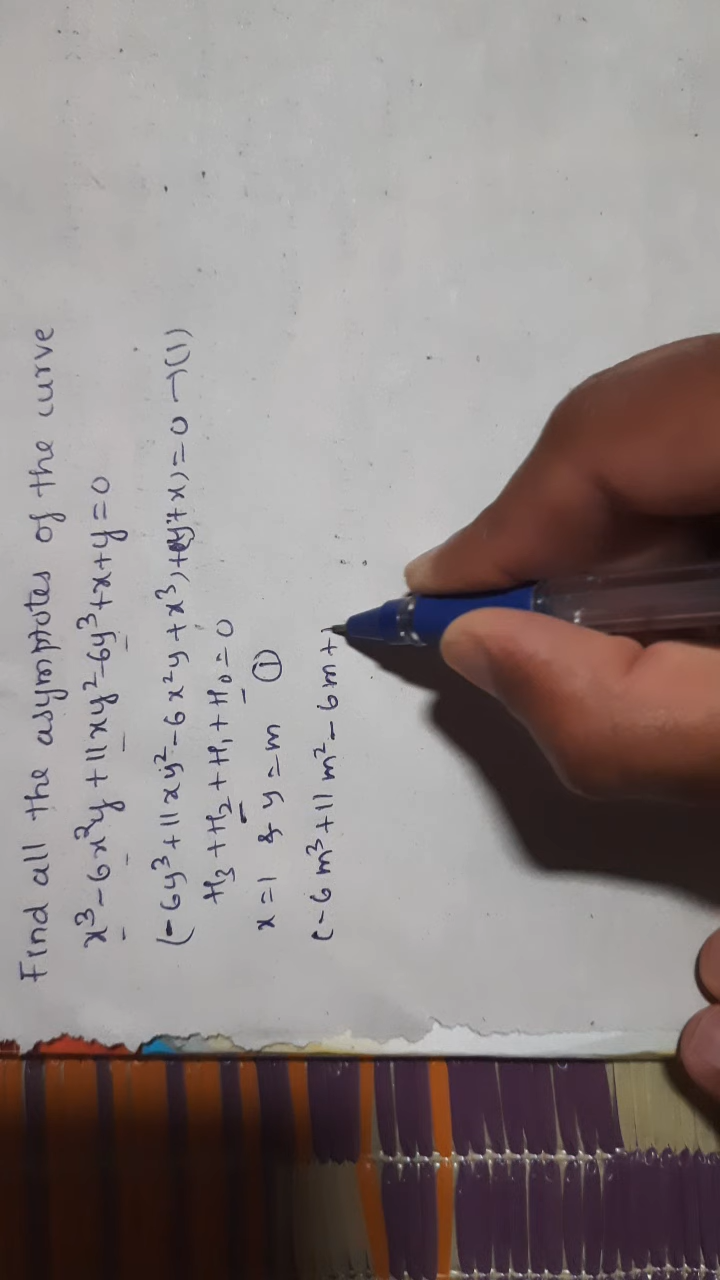 Find all the asymptotes of the curve
x³-6x²y+11xy²-6y³+x+y=0
(-6y³+11xy²-6x²y+x³)+(y+x)=0→(1)
H₃+H₂+H₁+H₀=0
x=1 & y=m ①
(-6m³+11m²-6m+1